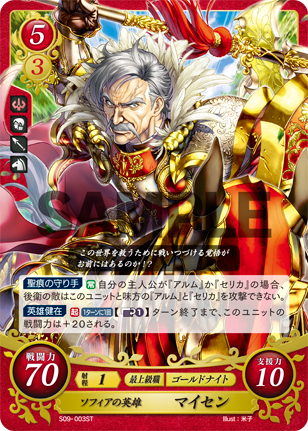 5
3
SAMPLE
この世界を救うために戦いつづける覚悟が
お前にはあるのか！？
聖痕の守り手 常 自分の主人公が『アルム』か『セリカ』の場合、
後衛の敵はこのユニットと味方の『アルム』と『セリカ』を攻撃できない。
英雄健在 起 1ターンに1回 【 3】ターン終了まで、このユニットの
戦闘力は＋20される。
戦闘力
70
射程 1 最上級職 ゴールドナイト
ソフィアの英雄 マイセン
支援力
10
S09-003ST
Illust：米子